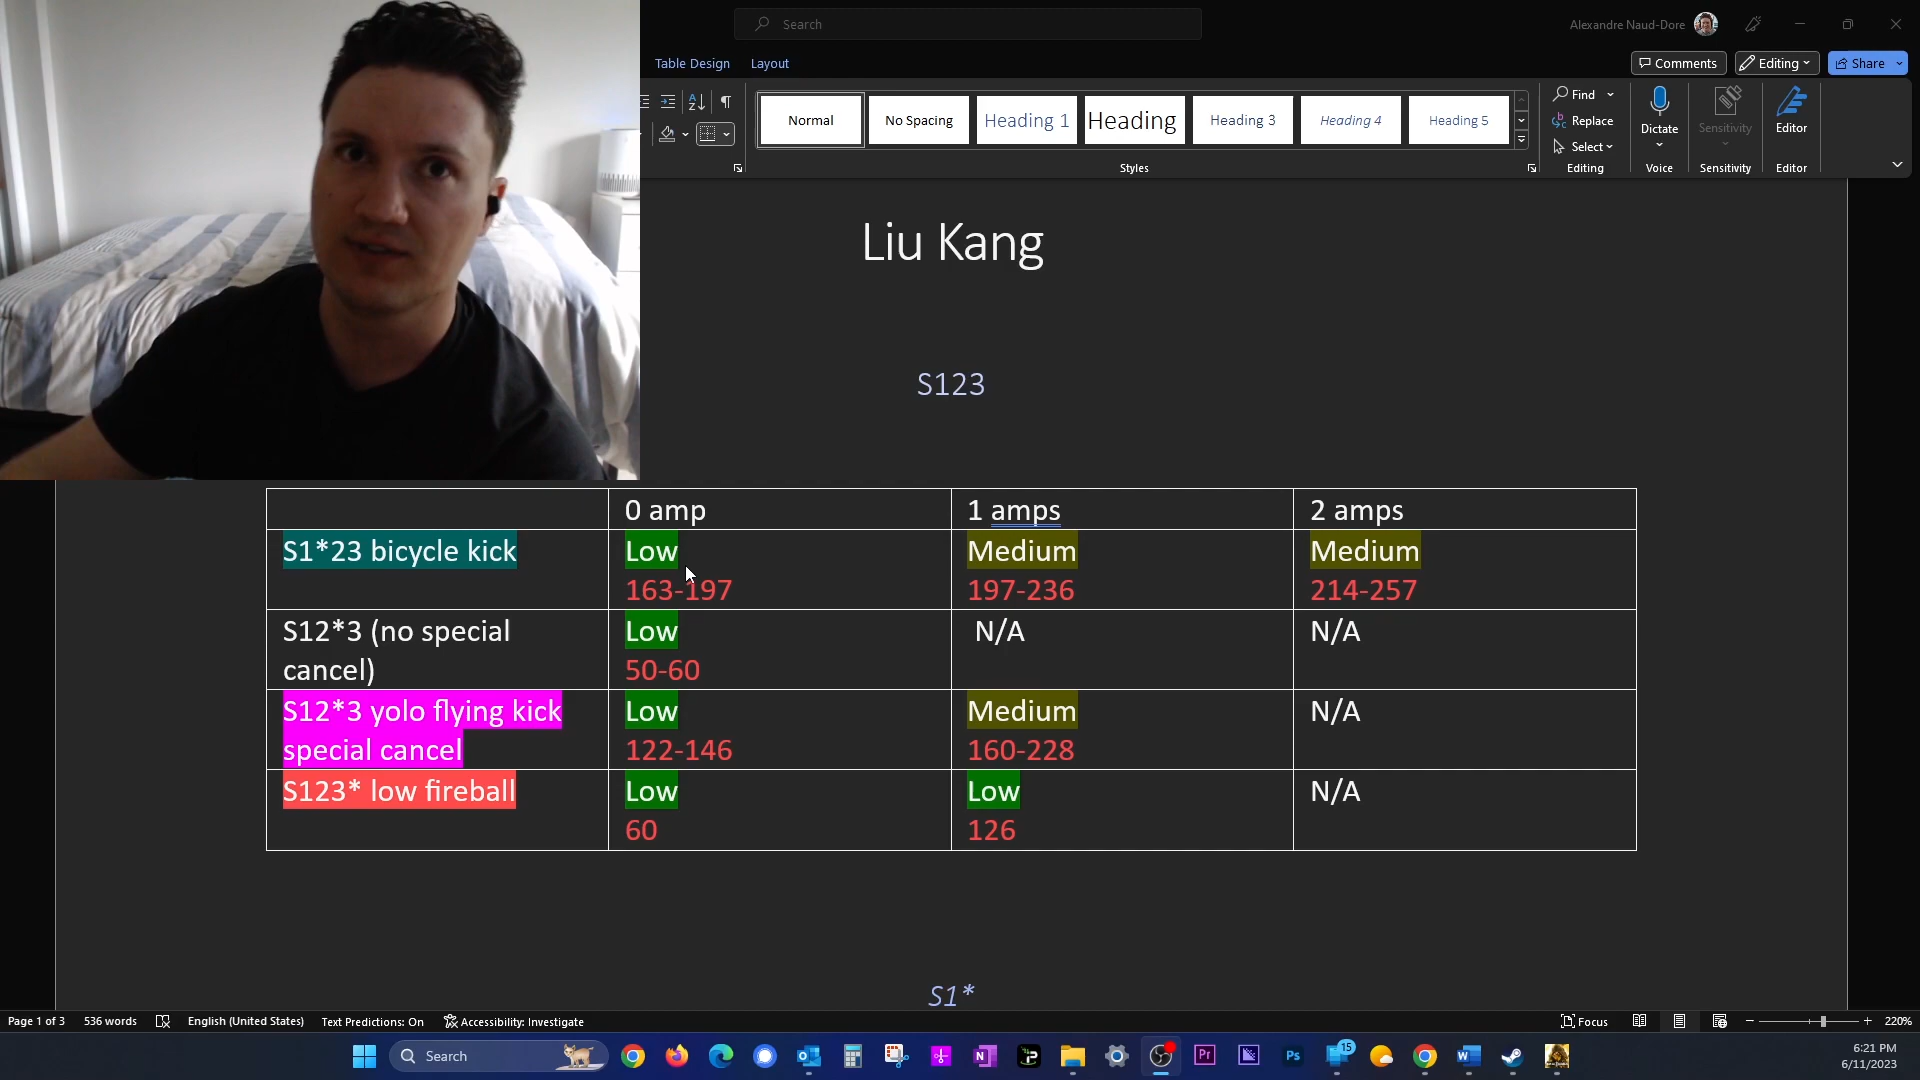 Search
Alexandre Naud-Dore
Table Design
Layout
Comments
Editing
Share
Normal
No Spacing
Heading 1
Heading
Heading 3
Heading 4
Heading 5
Find
Replace
Select
Dictate
Sensitivity
Editor
Styles
Editing
Voice
Sensitivity
Editor
Liu Kang
S123
0 amp
1 amps
2 amps
S1*23 bicycle kick
Low
163-197
Medium
197-236
Medium
214-257
S12*3 (no special
cancel)
Low
50-60
N/A
N/A
S12*3 yolo flying kick
special cancel
Low
122-146
Medium
160-228
N/A
S123* low fireball
Low
60
Low
126
N/A
S1*
Page 1 of 3
536 words
English (United States)
Text Predictions: On
Accessibility: Investigate
Focus
220%
Search
15
6:21 PM
6/11/2023